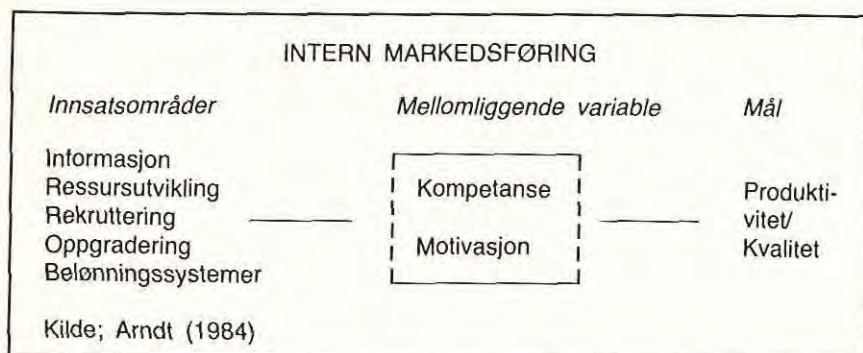 INTERN MARKEDSFØRING
Innsatsområder Mellomliggende variable Mål
Informasjon
Ressursutvikling Kompetanse Produkti-
Rekruttering vitet/
Oppgradering Motivasjon Kvalitet
Belønningssystemer
Kilde; Arndt (1984)